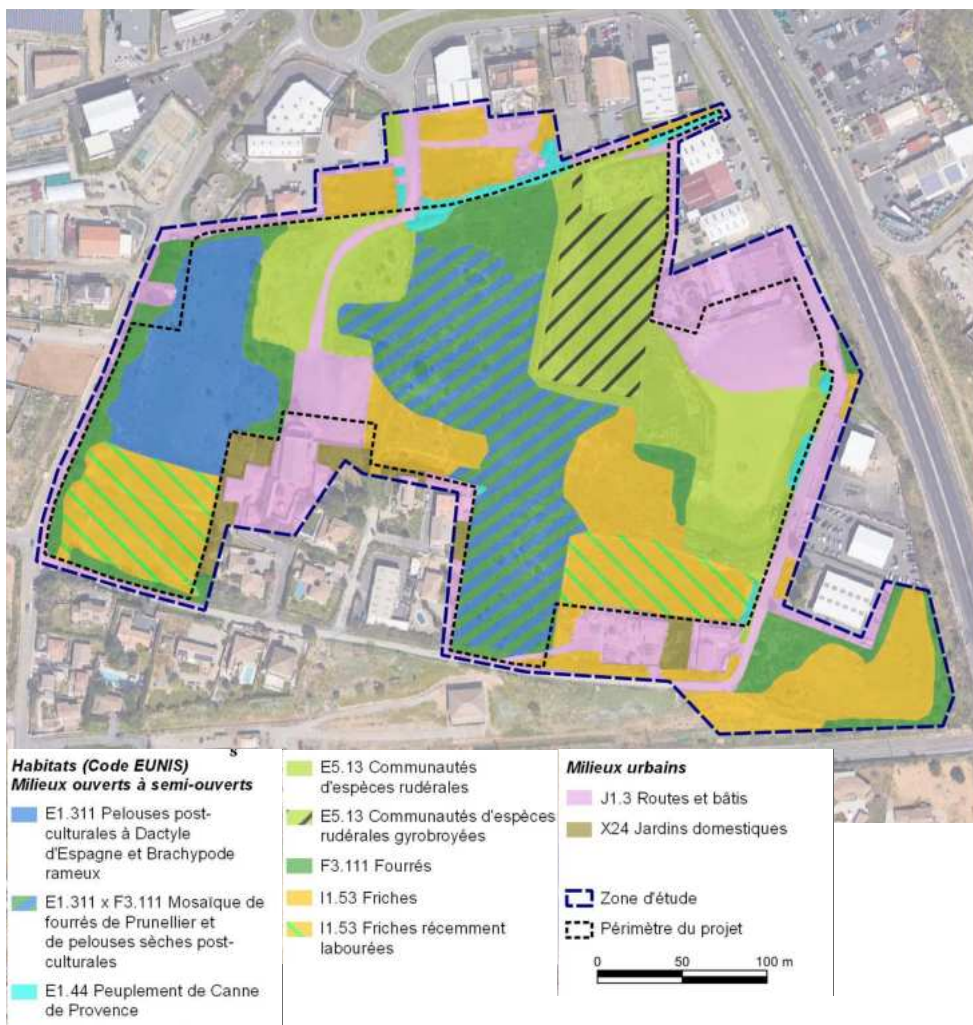 s
Habitats (Code EUNIS)
Milieux ouverts à semi-ouverts
E1.311 Pelouses post-
culturales à Dactyle
d'Espagne et Brachypode
rameux
E1.311 x F3.111 Mosaïque de
fourrés de Prunellier et
de pelouses sèches post-
culturales
E1.44 Peuplement de Canne
de Provence
E5.13 Communautés
d'espèces rudérales
E5.13 Communautés d'espèces
rudérales gyrobroyées
F3.111 Fourrés
I1.53 Friches
I1.53 Friches récemment
labourées
Milieux urbains
J1.3 Routes et bâtis
X24 Jardins domestiques
Zone d'étude
Périmètre du projet
0 50 100 m